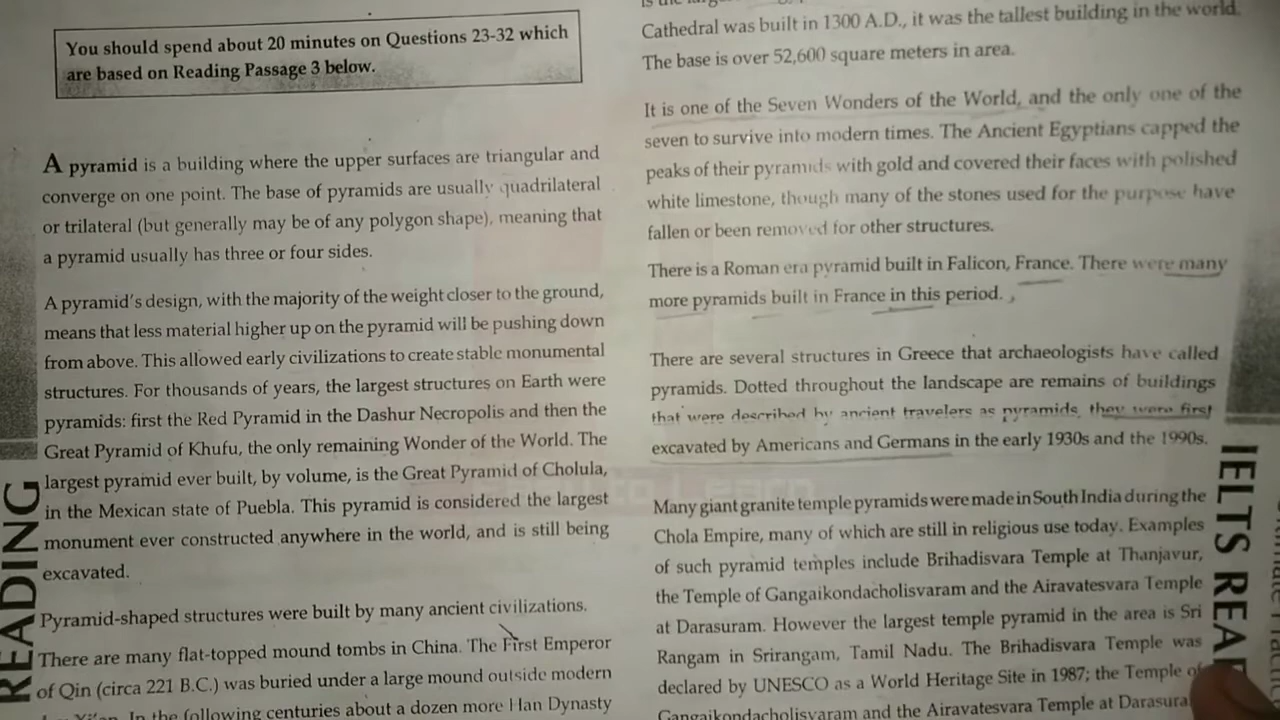 You should spend about 20 minutes on Questions 23-32 which
are based on Reading Passage 3 below.
A pyramid is a building where the upper surfaces are triangular and
converge on one point. The base of pyramids are usually quadrilateral
or trilateral (but generally may be of any polygon shape), meaning that
a pyramid usually has three or four sides.
A pyramid's design, with the majority of the weight closer to the ground,
means that less material higher up on the pyramid will be pushing down
from above. This allowed early civilizations to create stable monumental
structures. For thousands of years, the largest structures on Earth were
pyramids: first the Red Pyramid in the Dashur Necropolis and then the
Great Pyramid of Khufu, the only remaining Wonder of the World. The
largest pyramid ever built, by volume, is the Great Pyramid of Cholula,
in the Mexican state of Puebla. This pyramid is considered the largest
monument ever constructed anywhere in the world, and is still being
excavated.
Pyramid-shaped structures were built by many ancient civilizations.
There are many flat-topped mound tombs in China. The First Emperor
of Qin (circa 221 B.C.) was buried under a large mound outside modern
In the following centuries about a dozen more Han Dynasty
is the
Cathedral was built in 1300 A.D., it was the tallest building in the world.
The base is over 52,600 square meters in area.
It is one of the Seven Wonders of the World, and the only one of the
seven to survive into modern times. The Ancient Egyptians capped the
peaks of their pyramids with gold and covered their faces with polished
white limestone, though many of the stones used for the purpose have
fallen or been removed for other structures.
There is a Roman era pyramid built in Falicon, France. There were many
more pyramids built in France in this period.
There are several structures in Greece that archaeologists have called
pyramids. Dotted throughout the landscape are remains of buildings
that were described by ancient travelers as pyramids, they were first
excavated by Americans and Germans in the early 1930s and the 1990s.
Many giant granite temple pyramids were made in South India during the
Chola Empire, many of which are still in religious use today. Examples
of such pyramid temples include Brihadisvara Temple at Thanjavur,
the Temple of Gangaikondacholisvaram and the Airavatesvara Temple
at Darasuram. However the largest temple pyramid in the area is Sri
Rangam in Srirangam, Tamil Nadu. The Brihadisvara Temple was
declared by UNESCO as a World Heritage Site in 1987; the Temple of
Gangaikondacholisvaram and the Airavatesvara Temple at
READING
IELTS
to Learn